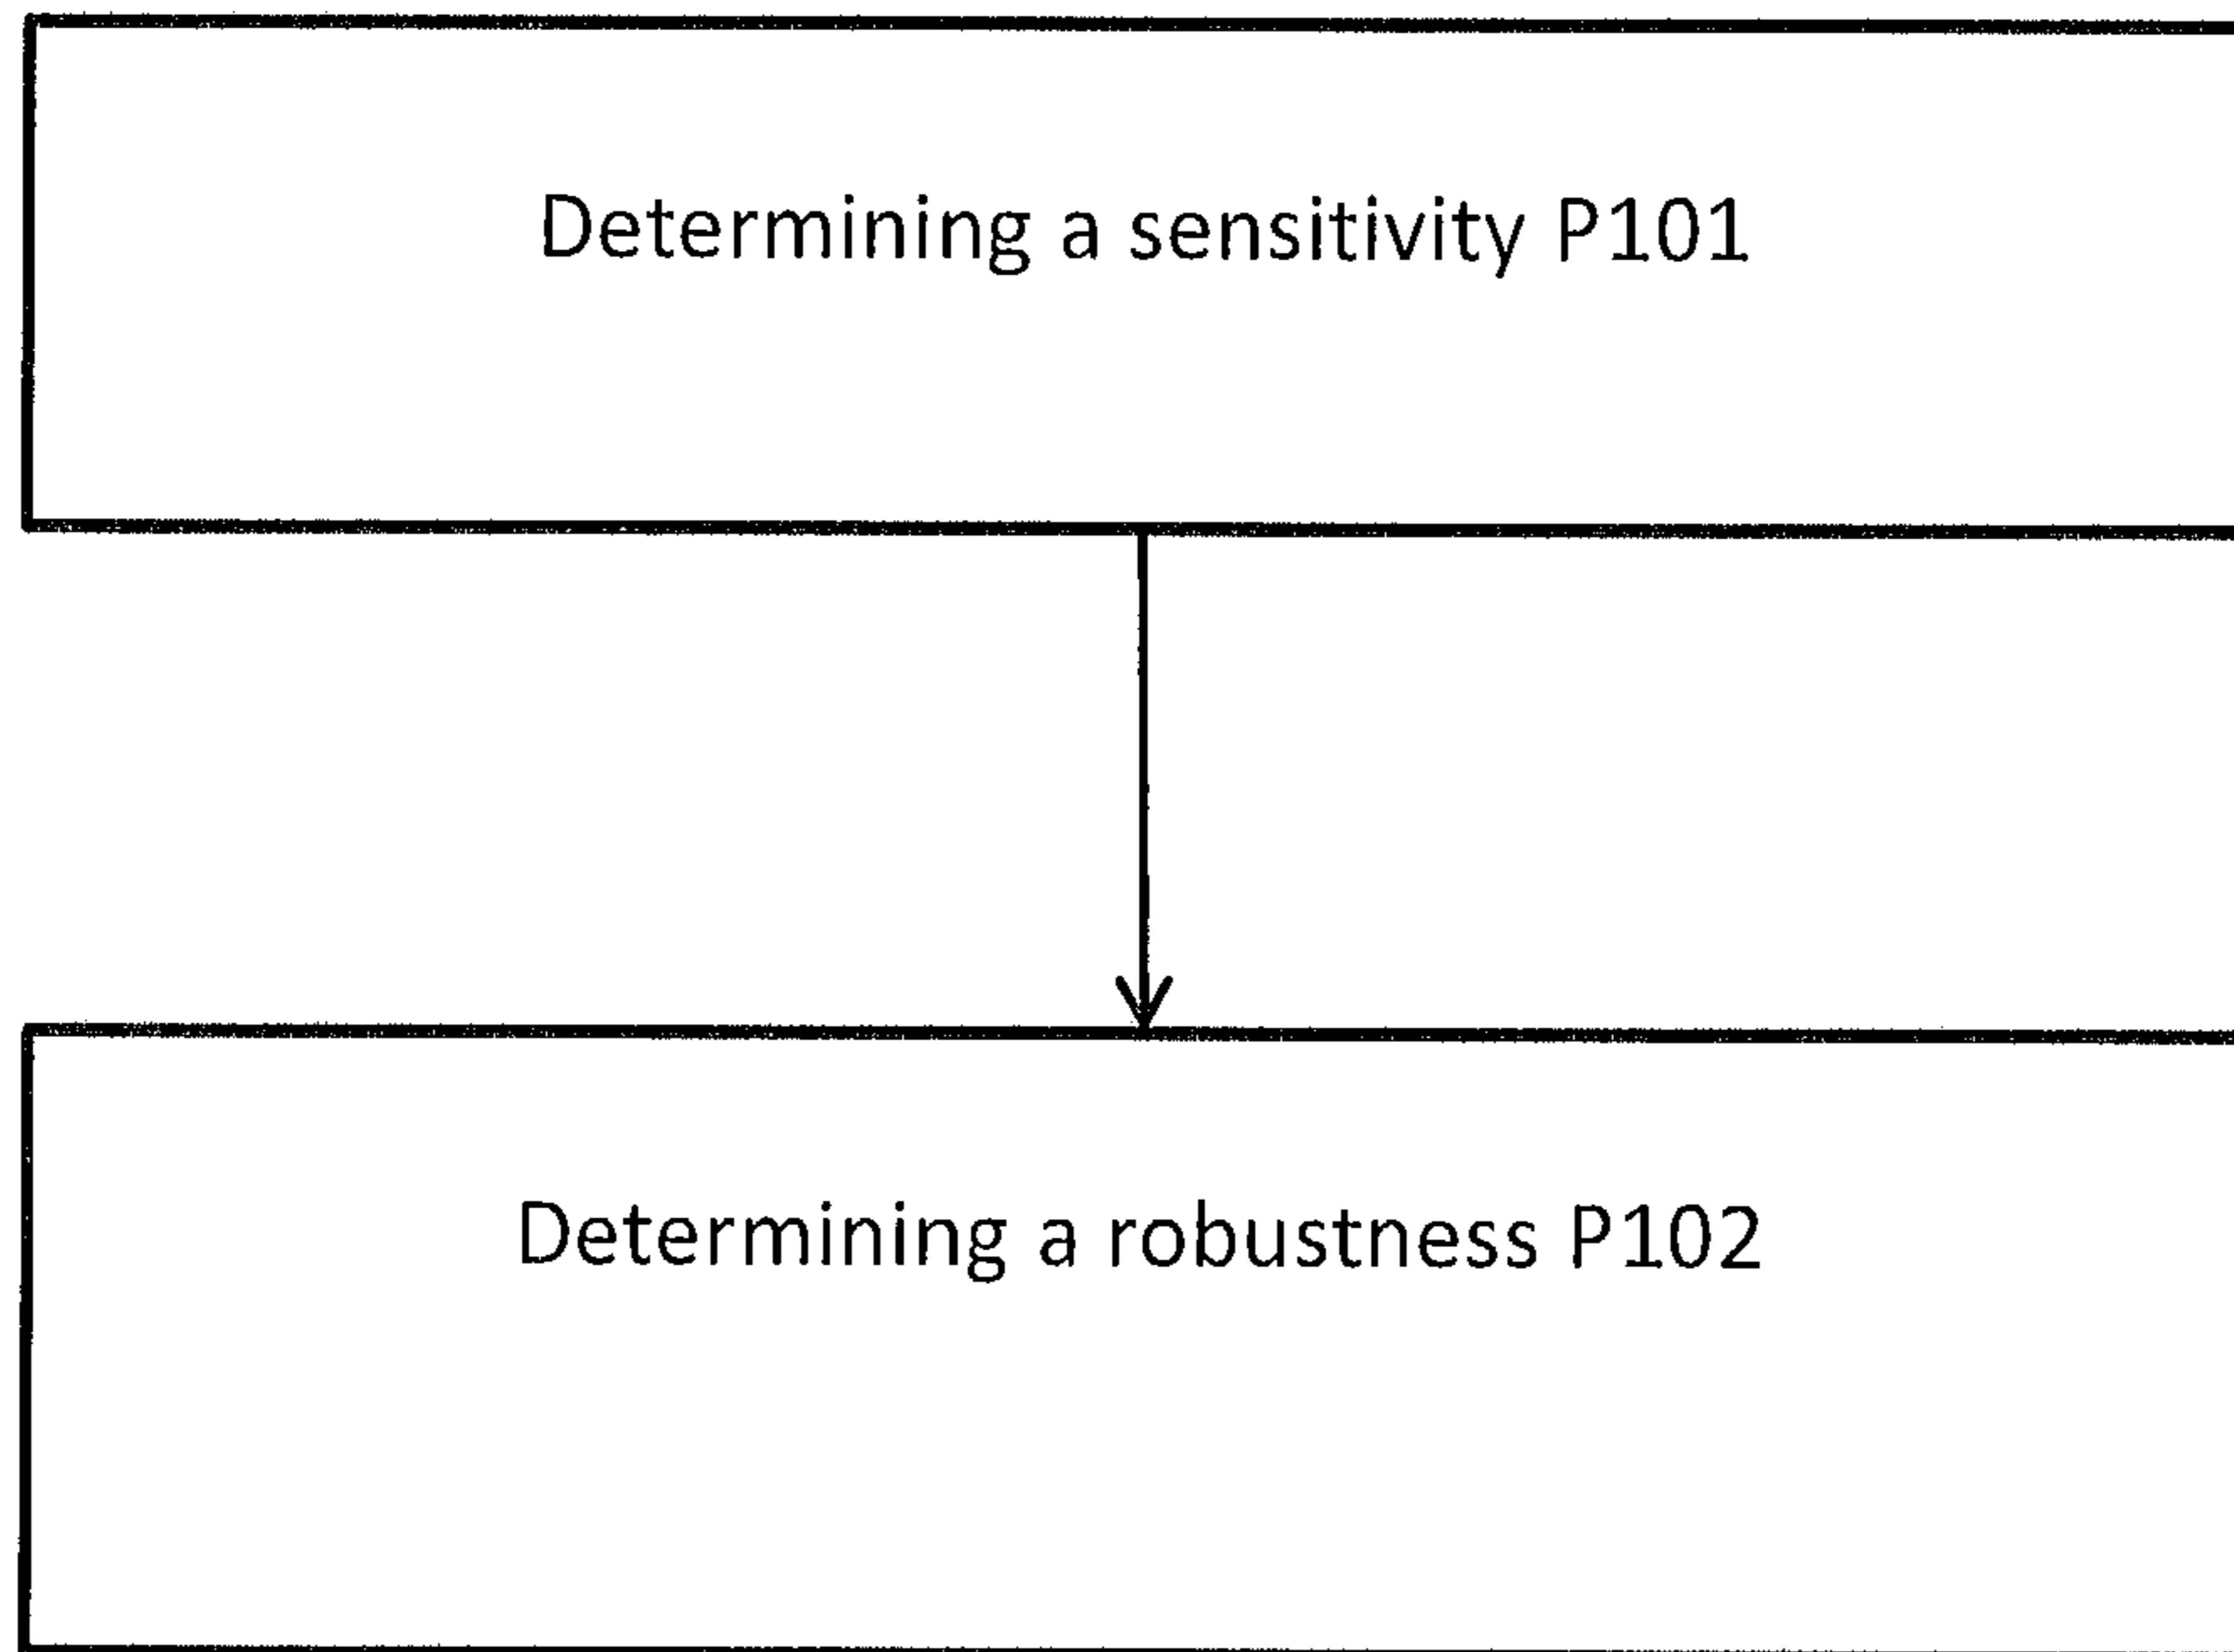 Determining a sensitivity P101
Determining a robustness P102